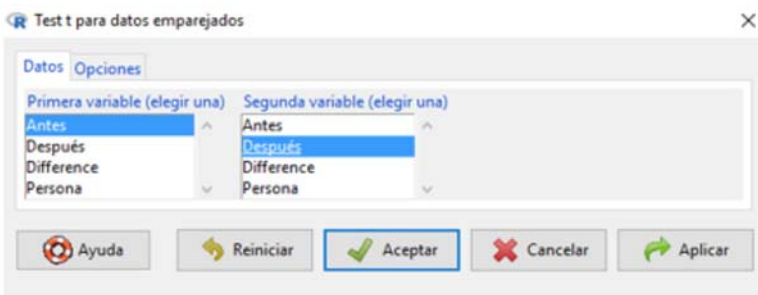 Test t para datos emparejados
Datos Opciones
Primera variable (elegir una) Segunda variable (elegir una)
Antes Antes
Después Después
Difference Difference
Persona Persona
Ayuda Reiniciar Aceptar Cancelar Aplicar